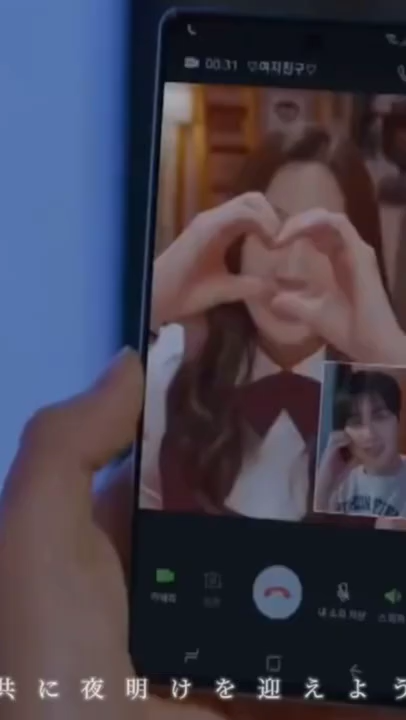 00:31 ♡여자친구♡
카메라
내 소리 차단
스피커
共に夜明けを迎えよう